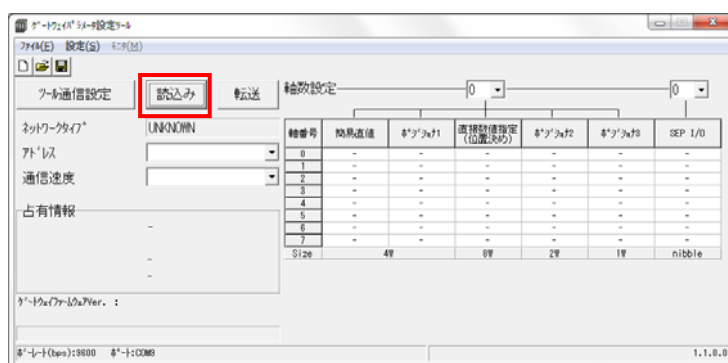 ｹﾞｰﾄｳｪｲﾊﾟﾗﾒｰﾀ設定ﾂｰﾙ
ﾌｧｲﾙ(F) 設定(S) ﾓﾆﾀ(M)
ﾂｰﾙ通信設定 読込み 転送 軸数設定 0 0
ﾈｯﾄﾜｰｸﾀｲﾌﾟ UNKNOWN
ｱﾄﾞﾚｽ
通信速度
占有情報
-
-
-
ｹﾞｰﾄｳｪｲﾌｧｰﾑｳｪｱVer. :
軸番号 簡易直値 ﾎﾟｼﾞｼｮﾅ1 直接数値指定(位置決め) ﾎﾟｼﾞｼｮﾅ2 ﾎﾟｼﾞｼｮﾅ3 SEP I/O
0 - - - - - -
1 - - - - - -
2 - - - - - -
3 - - - - - -
4 - - - - - -
5 - - - - - -
6 - - - - - -
7 - - - - - -
Size 4W 8W 2W 1W nibble
ﾎﾞｰﾚｰﾄ(bps):9600 ﾎﾟｰﾄ:COM9 1.1.0.0